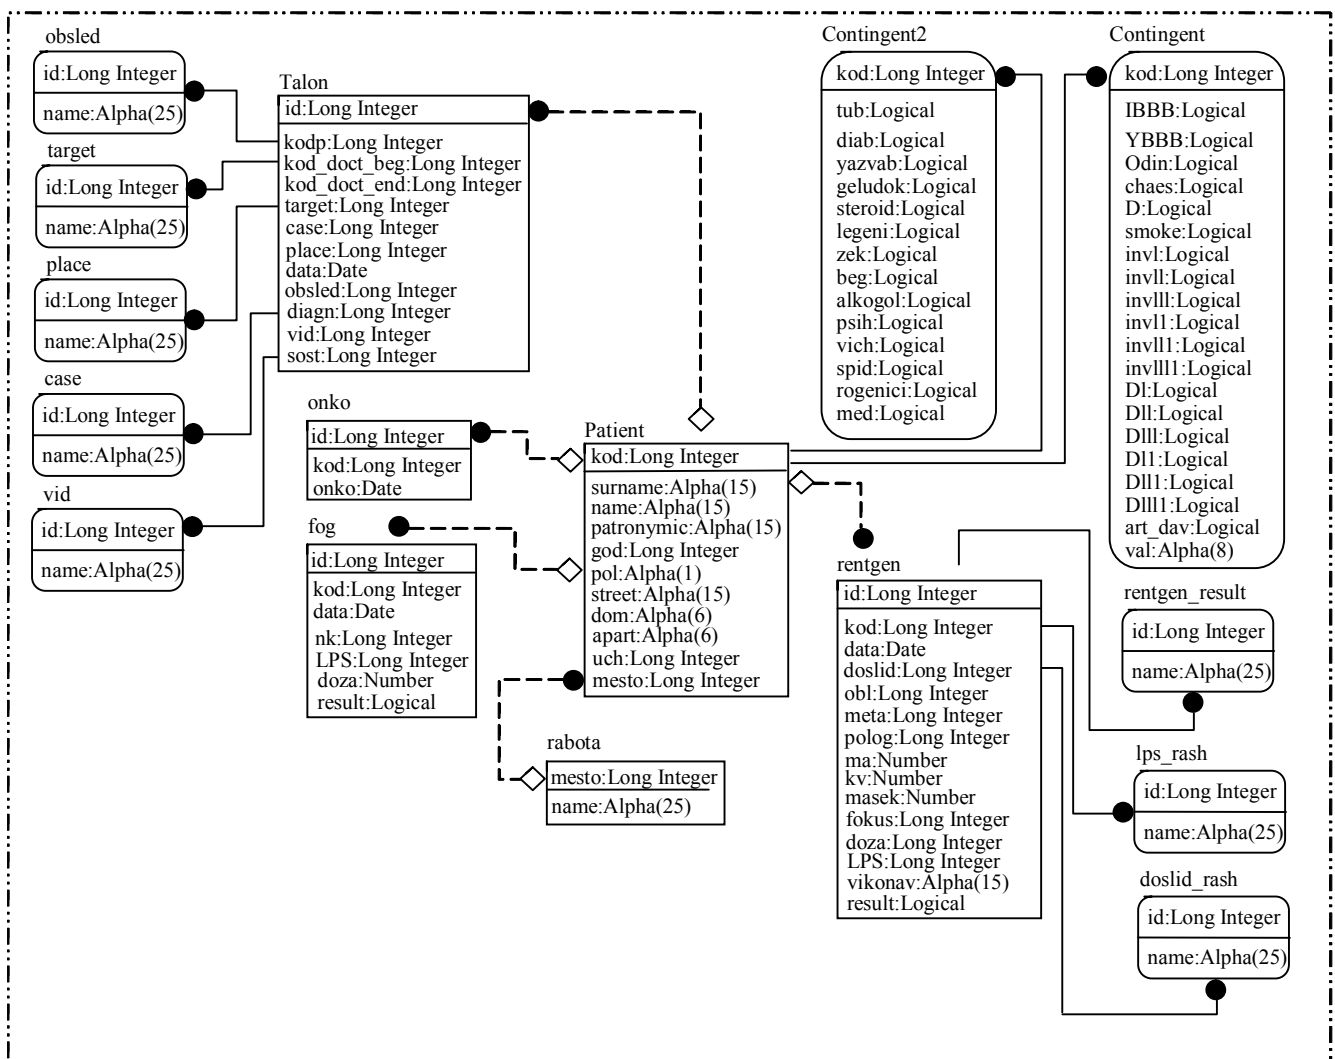 obsled
id:Long Integer
name:Alpha(25)
target
id:Long Integer
name:Alpha(25)
place
id:Long Integer
name:Alpha(25)
case
id:Long Integer
name:Alpha(25)
vid
id:Long Integer
name:Alpha(25)
Talon
id:Long Integer
kodp:Long Integer
kod_doct_beg:Long Integer
kod_doct_end:Long Integer
target:Long Integer
case:Long Integer
place:Long Integer
data:Date
obsled:Long Integer
diagn:Long Integer
vid:Long Integer
sost:Long Integer
onko
id:Long Integer
kod:Long Integer
onko:Date
fog
id:Long Integer
kod:Long Integer
data:Date
nk:Long Integer
LPS:Long Integer
doza:Number
result:Logical
Patient
kod:Long Integer
surname:Alpha(15)
name:Alpha(15)
patronymic:Alpha(15)
god:Long Integer
pol:Alpha(1)
street:Alpha(15)
dom:Alpha(6)
apart:Alpha(6)
uch:Long Integer
mesto:Long Integer
rabota
mesto:Long Integer
name:Alpha(25)
Contingent2
kod:Long Integer
tub:Logical
diab:Logical
yazvab:Logical
geludok:Logical
steroid:Logical
legeni:Logical
zek:Logical
beg:Logical
alkogol:Logical
psih:Logical
vich:Logical
spid:Logical
rogenici:Logical
med:Logical
Contingent
kod:Long Integer
IBBB:Logical
YBBB:Logical
Odin:Logical
chaes:Logical
D:Logical
smoke:Logical
invl:Logical
invll:Logical
invlll:Logical
invl1:Logical
invll1:Logical
invlll1:Logical
Dl:Logical
Dll:Logical
Dlll:Logical
Dl1:Logical
Dll1:Logical
Dlll1:Logical
art_dav:Logical
val:Alpha(8)
rentgen
id:Long Integer
kod:Long Integer
data:Date
doslid:Long Integer
obl:Long Integer
meta:Long Integer
polog:Long Integer
ma:Number
kv:Number
masek:Number
fokus:Long Integer
doza:Long Integer
LPS:Long Integer
vikonav:Alpha(15)
result:Logical
rentgen_result
id:Long Integer
name:Alpha(25)
lps_rash
id:Long Integer
name:Alpha(25)
doslid_rash
id:Long Integer
name:Alpha(25)